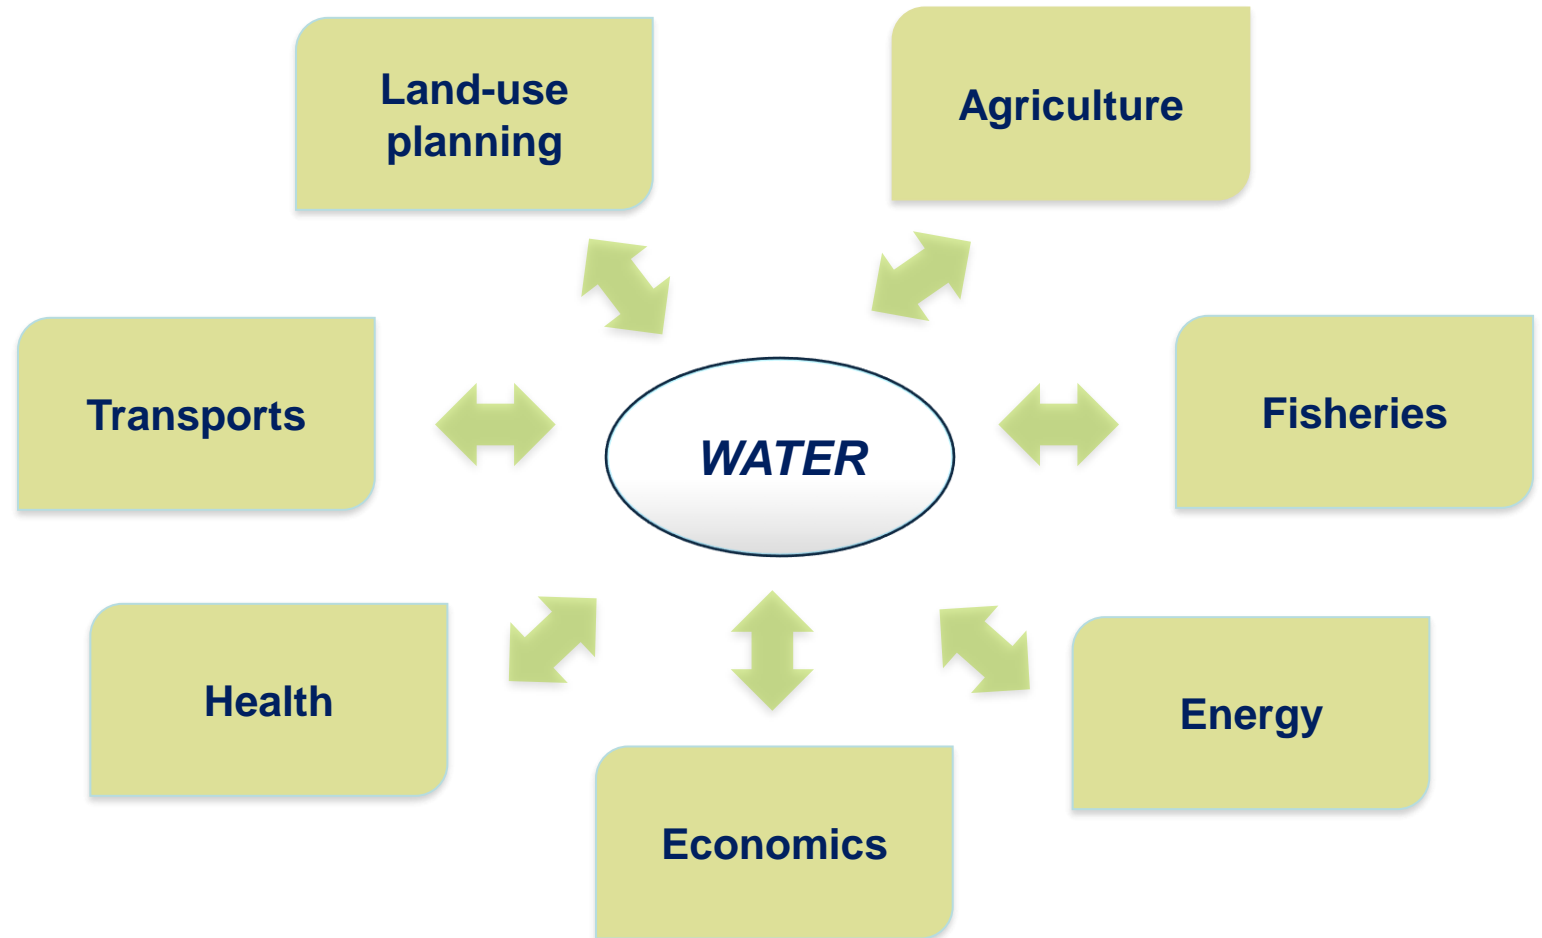 Land-use
planning
Agriculture
Transports
WATER
Fisheries
Health
Energy
Economics